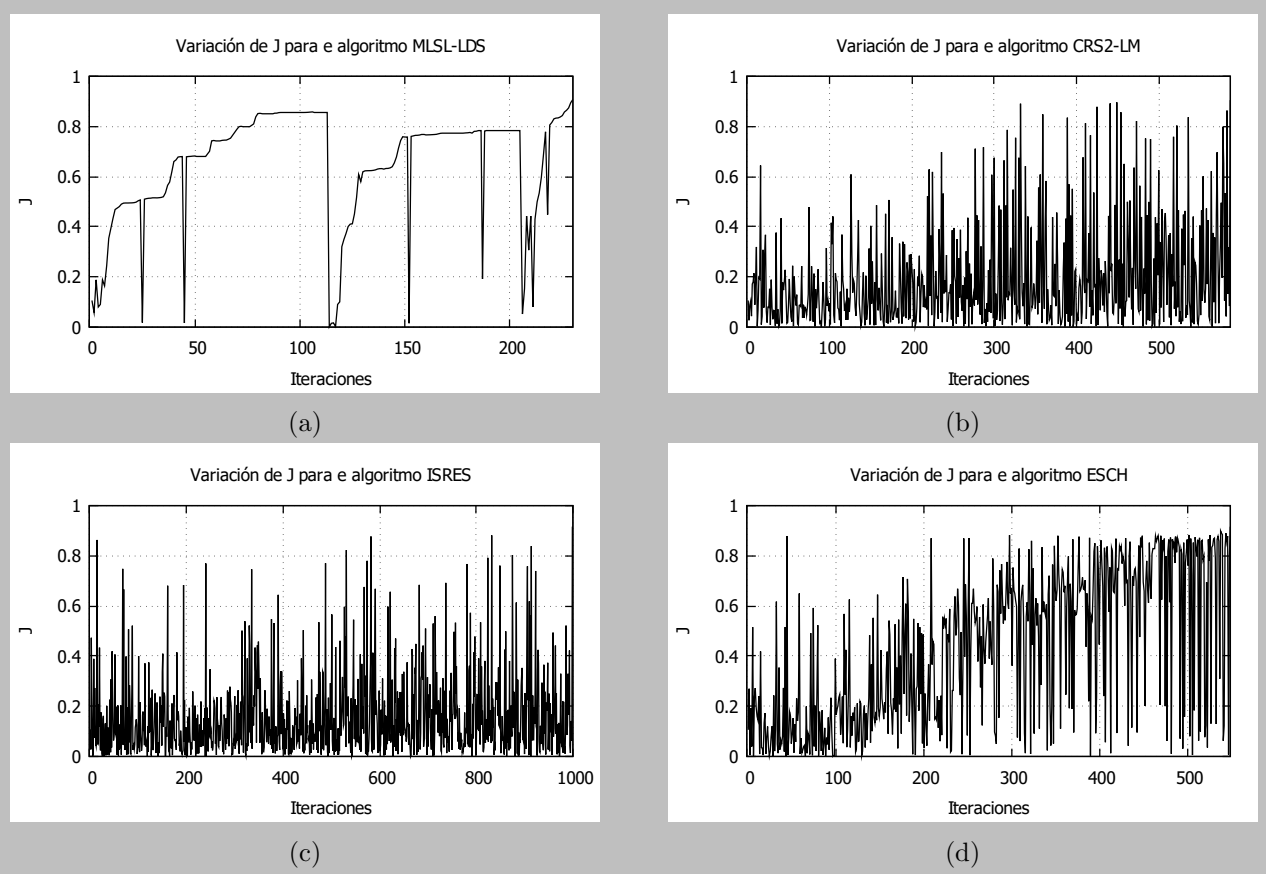 Variación de J para e algoritmo MLSL-LDS
1
0.8
0.6
0.4
0.2
0
J
0 50 100 150 200
Iteraciones
(a)
Variación de J para e algoritmo CRS2-LM
1
0.8
0.6
0.4
0.2
0
J
0 100 200 300 400 500
Iteraciones
(b)
Variación de J para e algoritmo ISRES
1
0.8
0.6
0.4
0.2
0
J
0 200 400 600 800 1000
Iteraciones
(c)
Variación de J para e algoritmo ESCH
1
0.8
0.6
0.4
0.2
0
J
0 100 200 300 400 500
Iteraciones
(d)